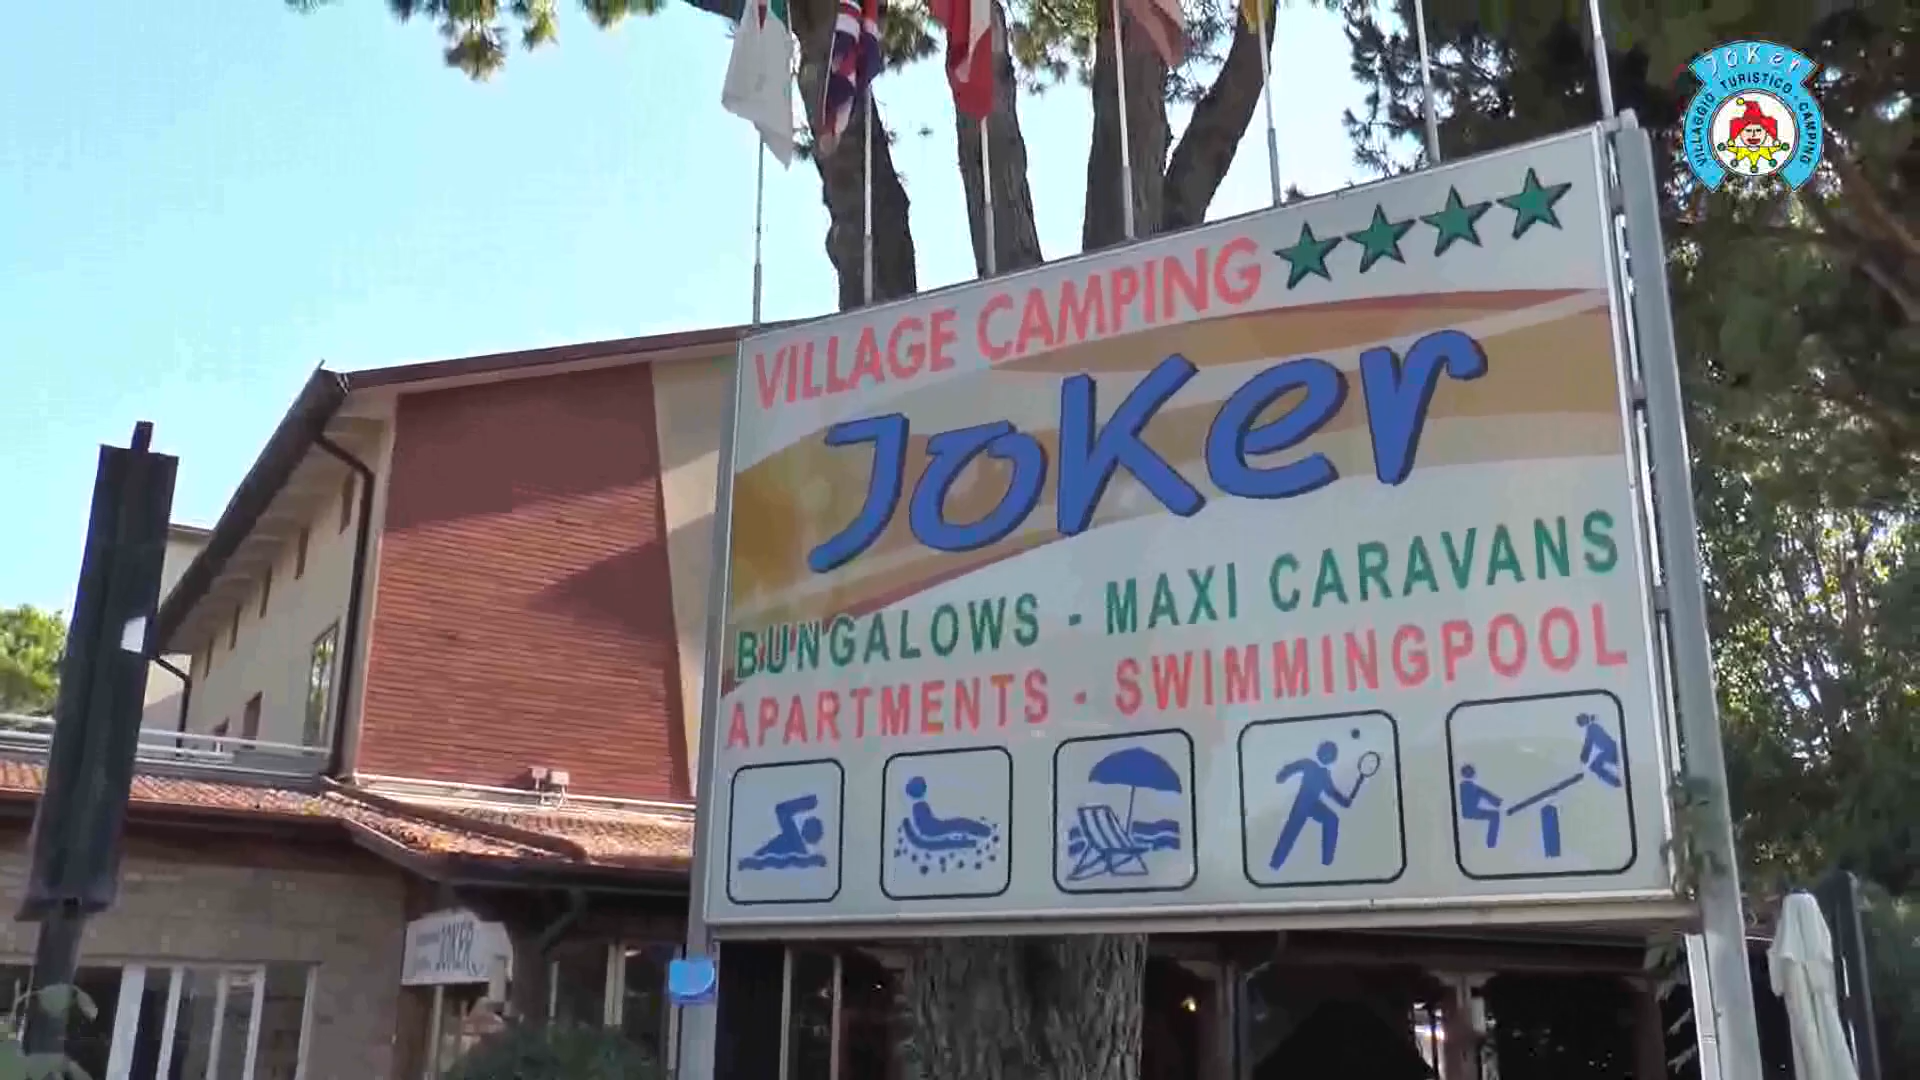 Joker
VILLAGGIO TURISTICO - CAMPING
VILLAGE CAMPING
Joker
BUNGALOWS - MAXI CARAVANS
APARTMENTS - SWIMMINGPOOL
JOKER